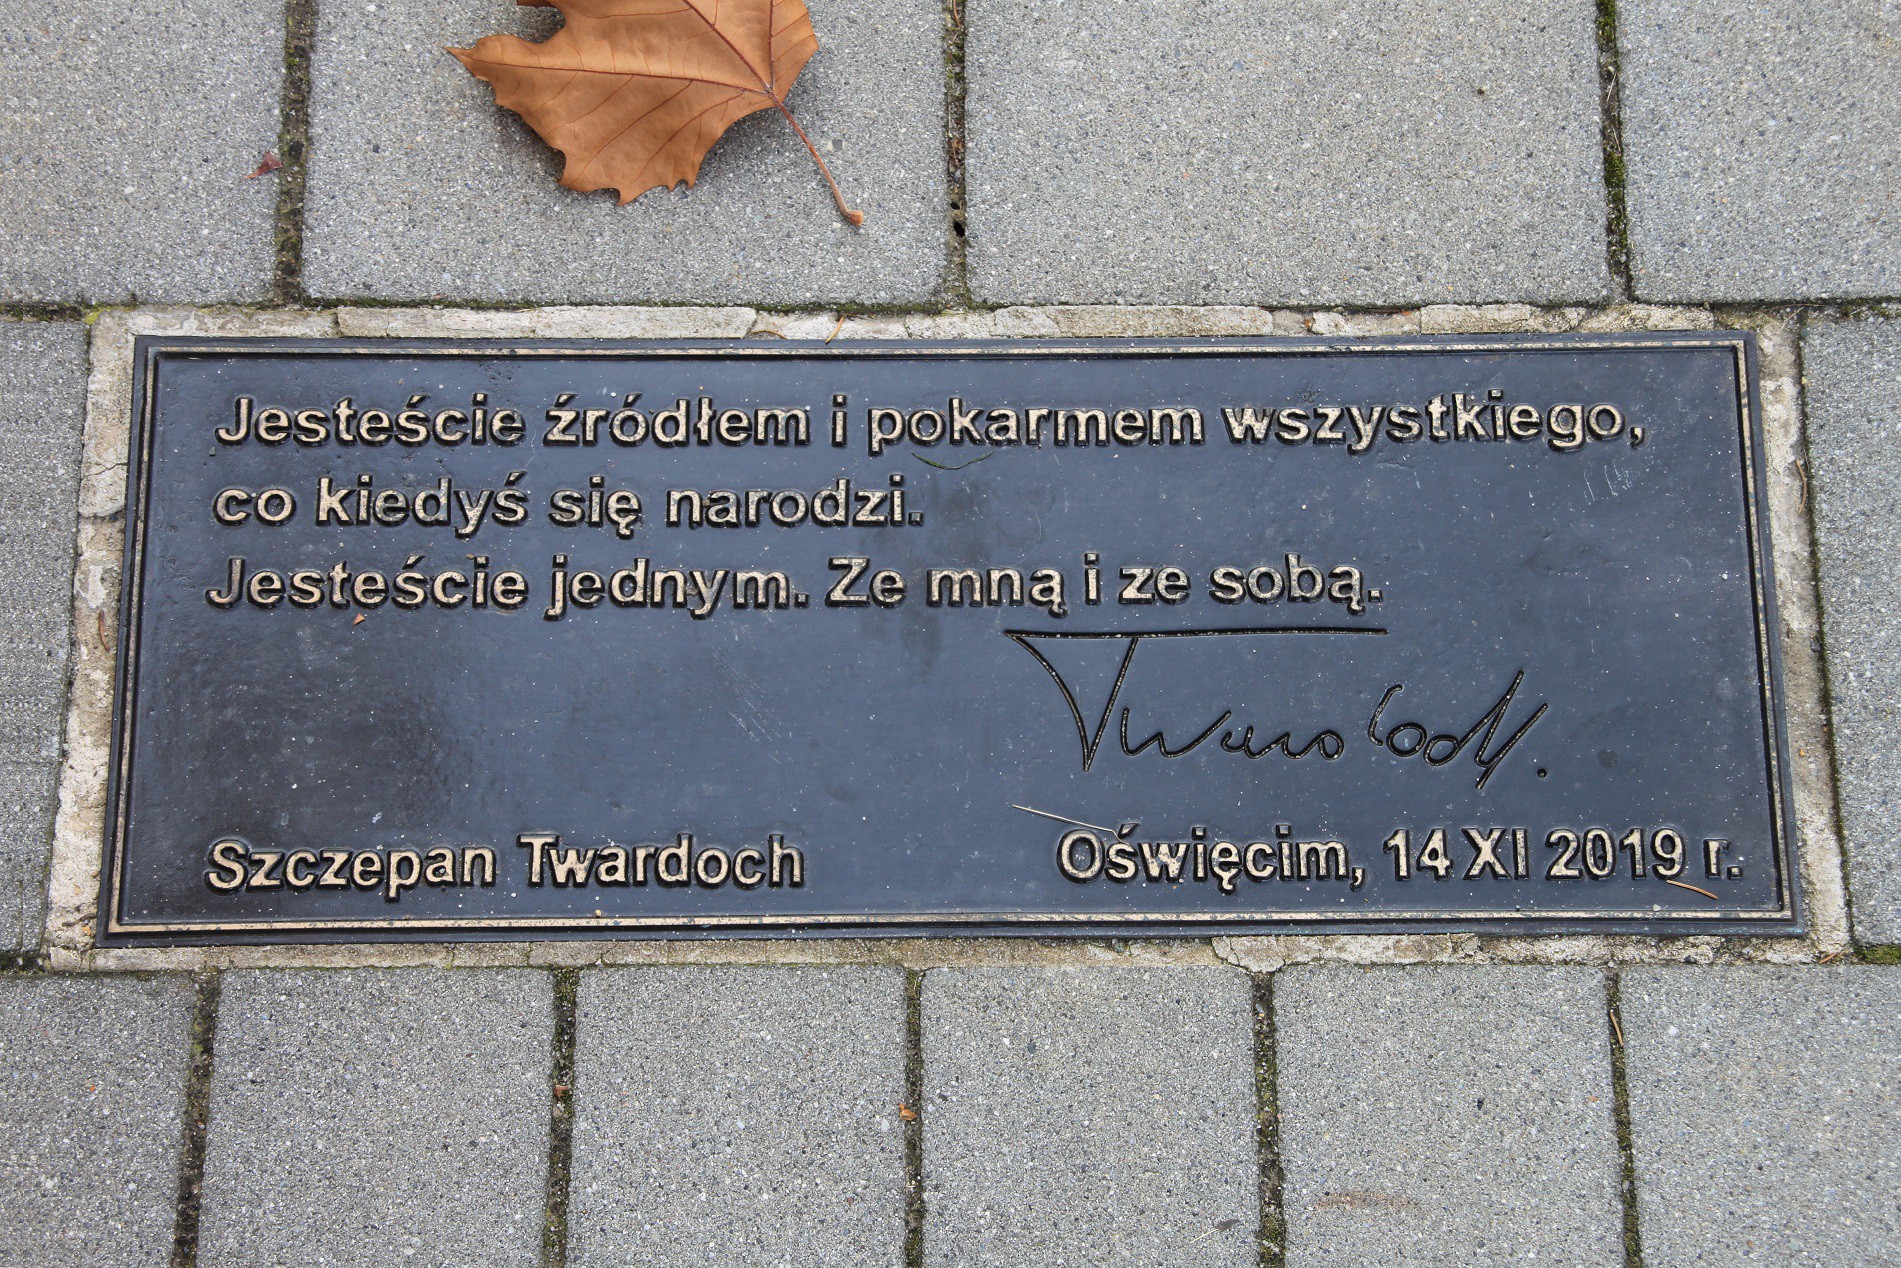 Jesteście źródłem i pokarmem wszystkiego,
co kiedyś się narodzi.
Jesteście jednym. Ze mną i ze sobą.
Twardoch.
Szczepan Twardoch
Oświęcim, 14 XI 2019 r.